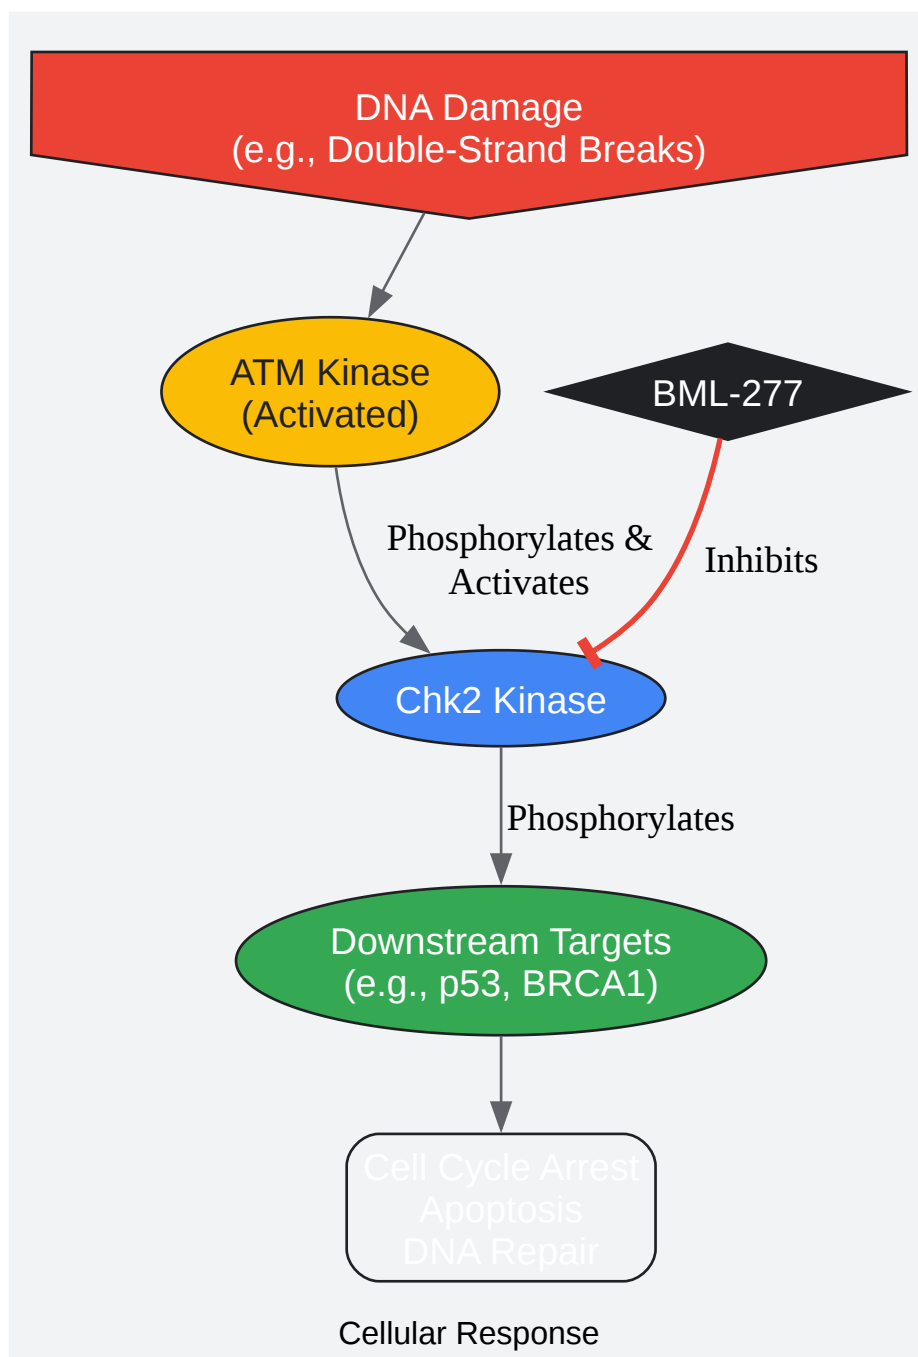 DNA Damage
(e.g., Double-Strand Breaks)
ATM Kinase
(Activated)
BML-277
Phosphorylates &
Activates
Inhibits
Chk2 Kinase
Phosphorylates
Downstream Targets
(e.g., p53, BRCA1)
Cell Cycle Arrest
Apoptosis
DNA Repair
Cellular Response